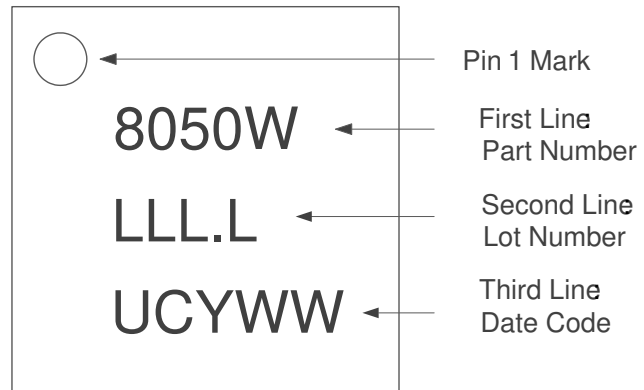 Pin 1 Mark
8050W
First Line:
Part Number
LLL.L
Second Line:
Lot Number
UCYWW
Third Line:
Date Code